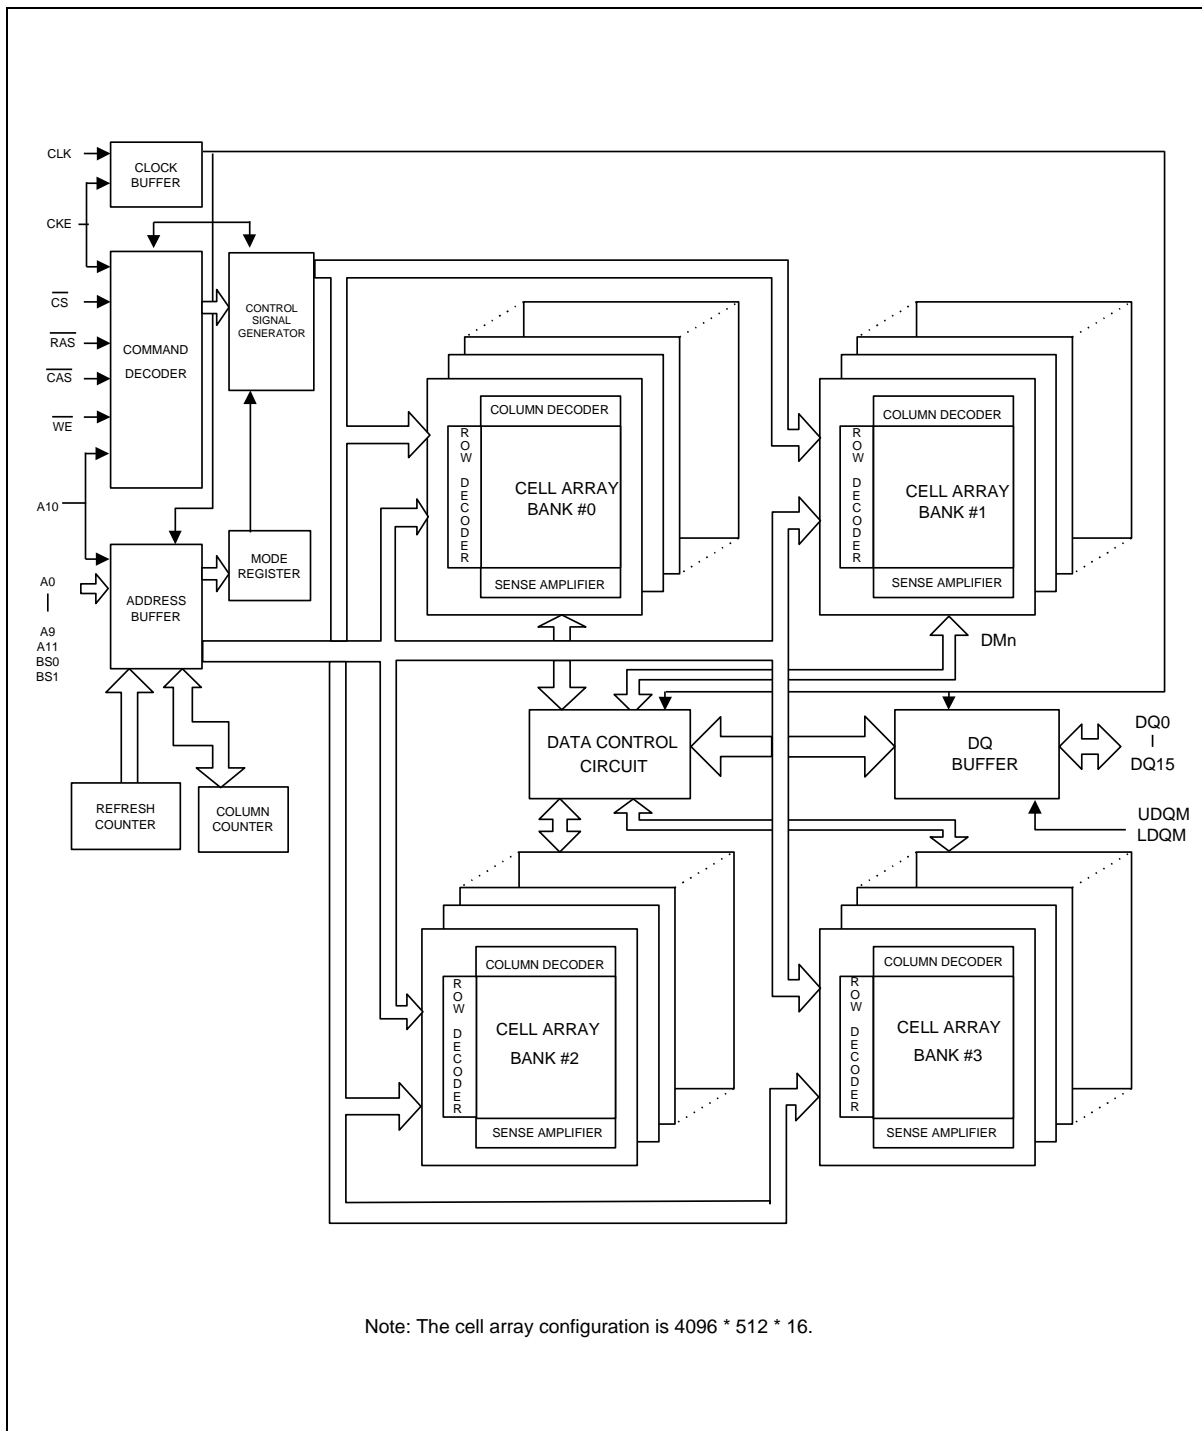 CLK
CLOCK
BUFFER
CKE
CS
RAS
CAS
WE
COMMAND
DECODER
CONTROL
SIGNAL
GENERATOR
A10
A0
A9
A11
BS0
BS1
ADDRESS
BUFFER
MODE
REGISTER
REFRESH
COUNTER
COLUMN
COUNTER
COLUMN DECODER
ROW DECODER
CELL ARRAY
BANK #0
SENSE AMPLIFIER
COLUMN DECODER
ROW DECODER
CELL ARRAY
BANK #1
SENSE AMPLIFIER
DMn
DATA CONTROL
CIRCUIT
DQ
BUFFER
DQ0
DQ15
UDQM
LDQM
COLUMN DECODER
ROW DECODER
CELL ARRAY
BANK #2
SENSE AMPLIFIER
COLUMN DECODER
ROW DECODER
CELL ARRAY
BANK #3
SENSE AMPLIFIER
Note: The cell array configuration is 4096 * 512 * 16.